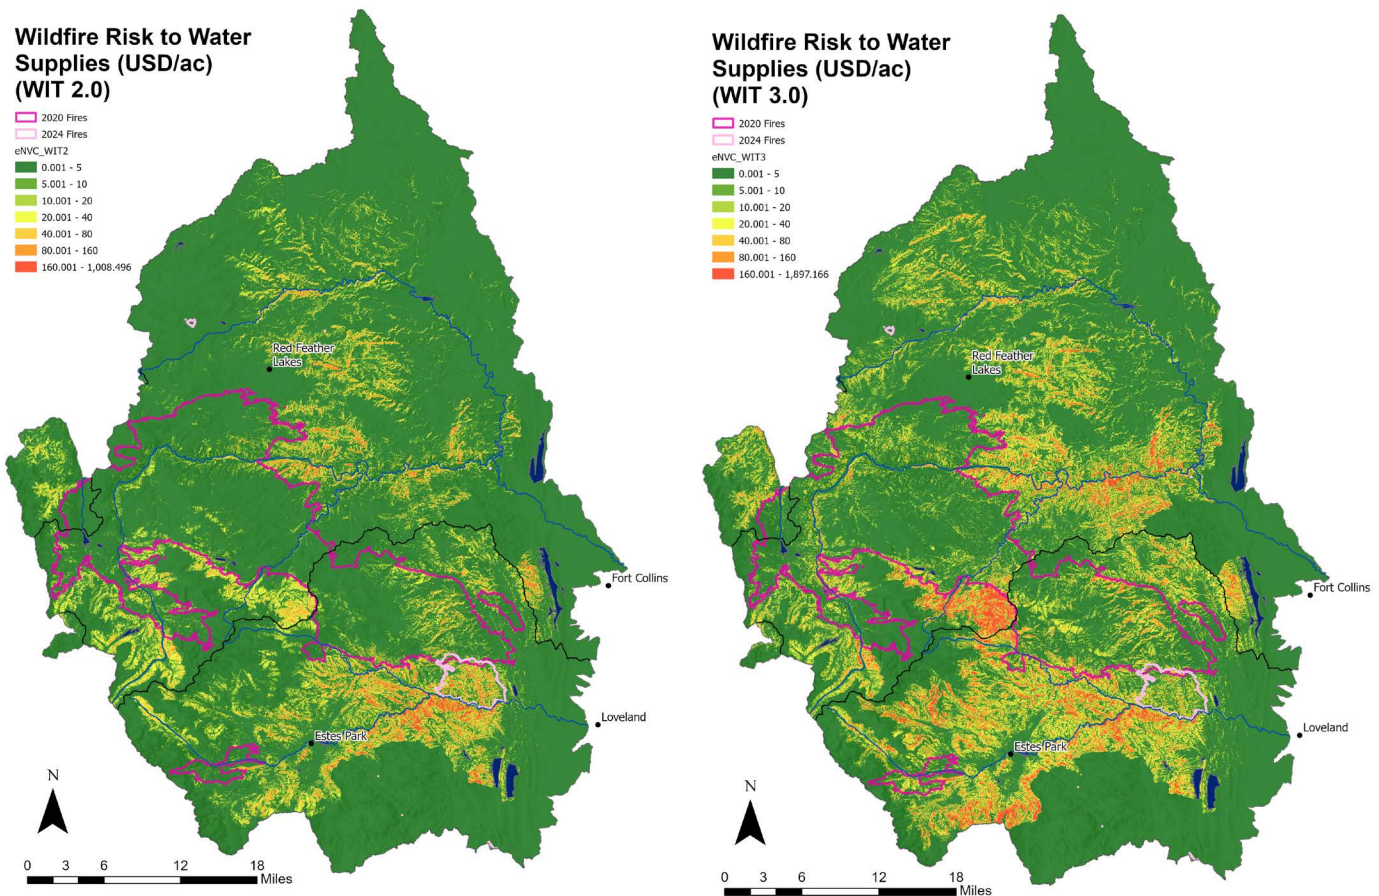 Wildfire Risk to Water
Supplies (USD/ac)
(WIT 2.0)
2020 Fires
2024 Fires
eNVC_WIT2
0.001 - 5
5.001 - 10
10.001 - 20
20.001 - 40
40.001 - 80
80.001 - 160
160.001 - 1,008.496
Red Feather
Lakes
Fort Collins
Loveland
Estes Park
N
0 3 6 12 18
Miles
Wildfire Risk to Water
Supplies (USD/ac)
(WIT 3.0)
2020 Fires
2024 Fires
eNVC_WIT3
0.001 - 5
5.001 - 10
10.001 - 20
20.001 - 40
40.001 - 80
80.001 - 160
160.001 - 1,897.166
Red Feather
Lakes
Fort Collins
Loveland
Estes Park
N
0 3 6 12 18
Miles